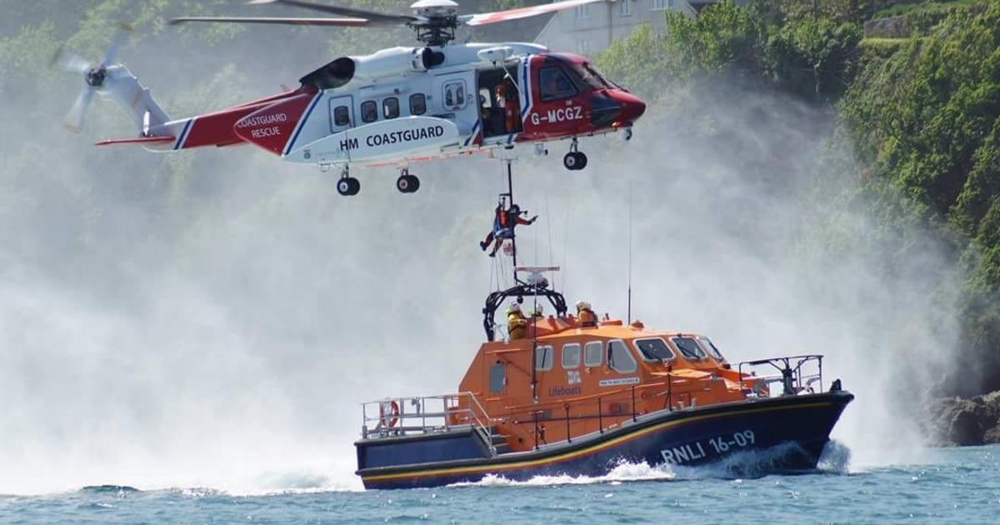 COASTGUARD
RESCUE
HM COASTGUARD
G-MCGZ
Lifeboats
RNLI 16-09